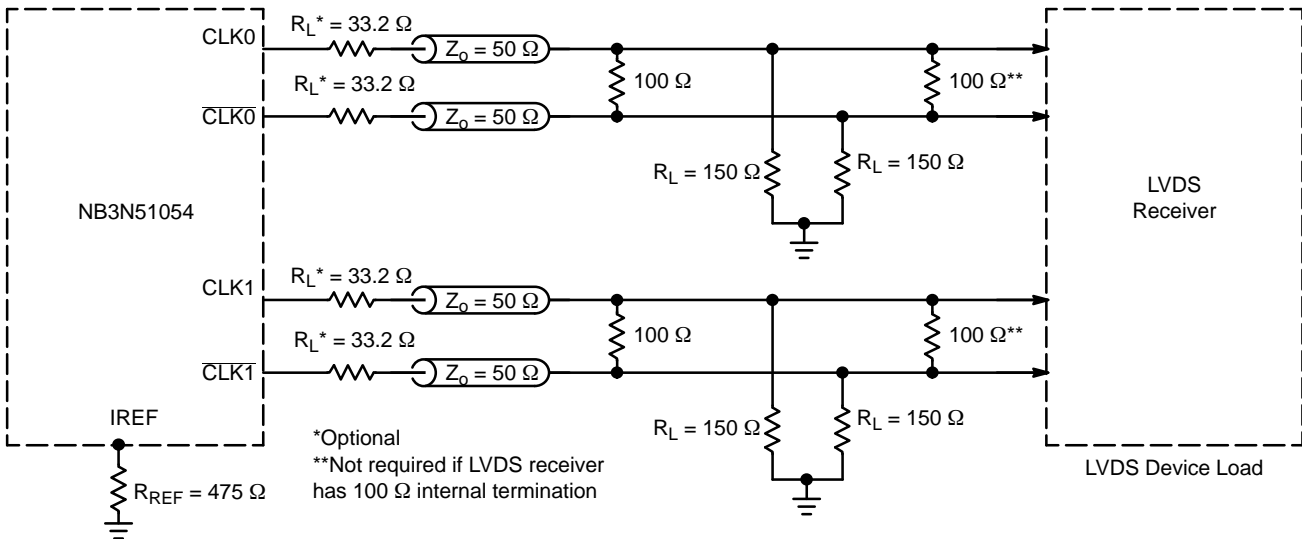 R_L* = 33.2 Ω
CLK0
Z_o = 50 Ω
R_L* = 33.2 Ω
100 Ω
100 Ω**
C̅L̅K̅0̅
Z_o = 50 Ω
R_L = 150 Ω
R_L = 150 Ω
NB3N51054
LVDS
Receiver
R_L* = 33.2 Ω
CLK1
Z_o = 50 Ω
R_L* = 33.2 Ω
100 Ω
100 Ω**
C̅L̅K̅1̅
Z_o = 50 Ω
IREF
R_L = 150 Ω
R_L = 150 Ω
*Optional
**Not required if LVDS receiver
has 100 Ω internal termination
LVDS Device Load
R_REF = 475 Ω